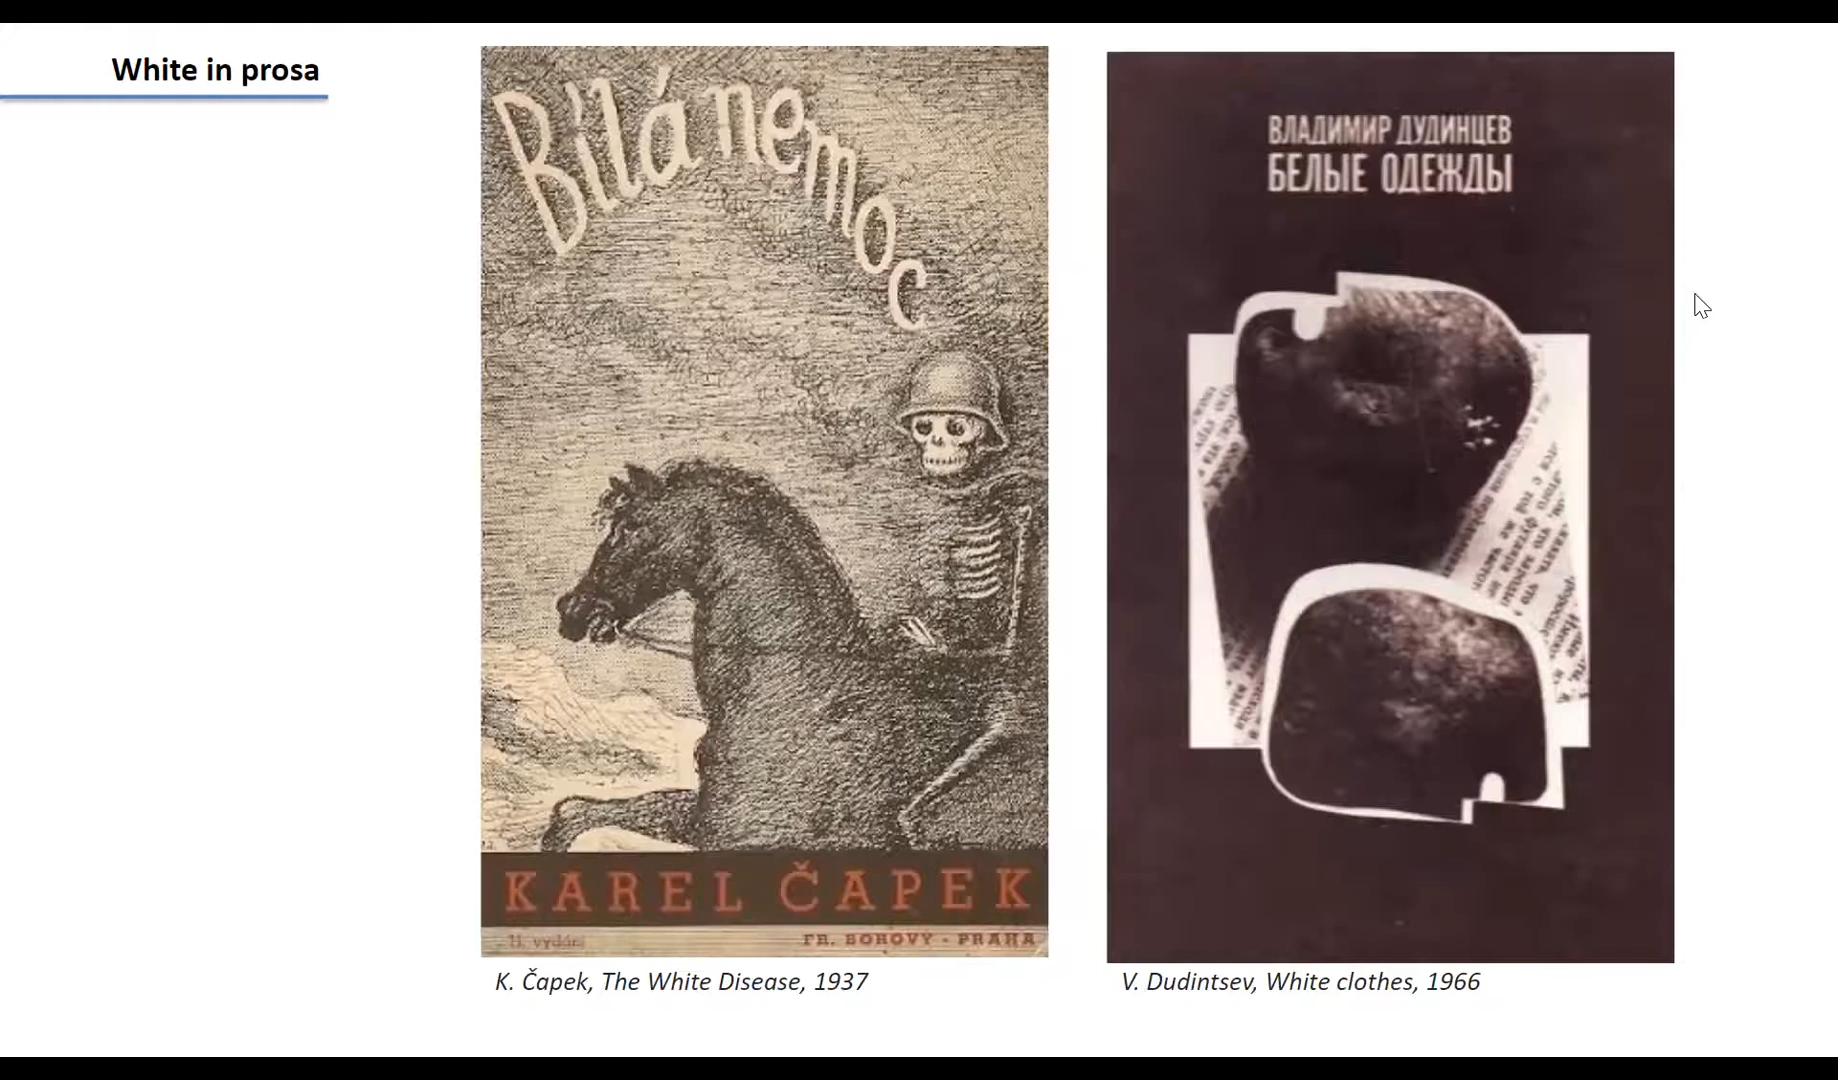 White in prosa
Bílá nemoc
KAREL ČAPEK
II. vydání
FR. BOROVÝ - PRAHA
K. Čapek, The White Disease, 1937
ВЛАДИМИР ДУДИНЦЕВ
БЕЛЫЕ ОДЕЖДЫ
V. Dudintsev, White clothes, 1966